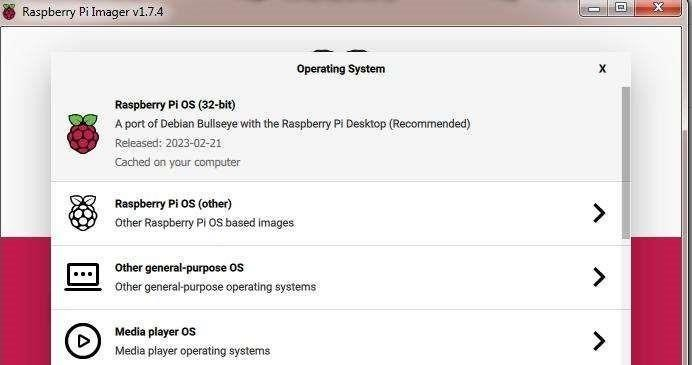 Raspberry Pi Imager v1.7.4
Operating System
X
Raspberry Pi OS (32-bit)
A port of Debian Bullseye with the Raspberry Pi Desktop (Recommended)
Released: 2023-02-21
Cached on your computer
Raspberry Pi OS (other)
Other Raspberry Pi OS based images
Other general-purpose OS
Other general-purpose operating systems
Media player OS
Media player operating systems